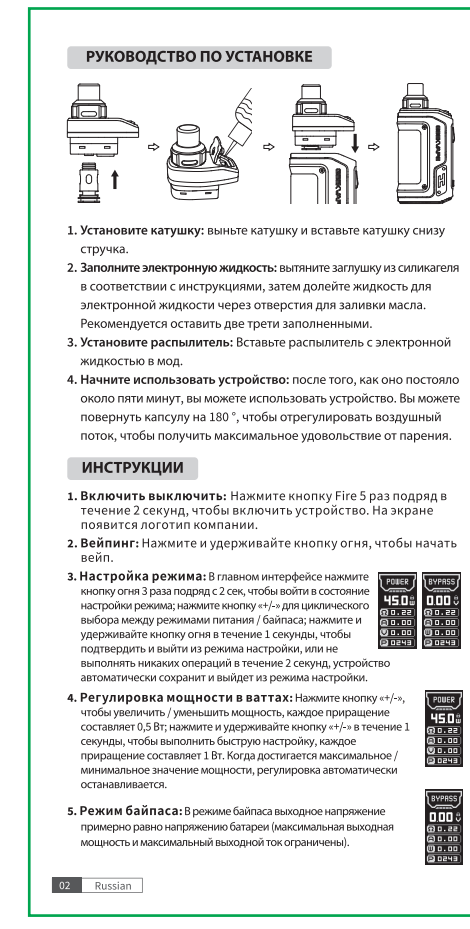 РУКОВОДСТВО ПО УСТАНОВКЕ
1. Установите катушку: выньте катушку и вставьте катушку снизу
стручка.
2. Заполните электронную жидкость: вытяните заглушку из силикагеля
в соответствии с инструкциями, затем долейте жидкость для
электронной жидкости через отверстия для заливки масла.
Рекомендуется оставить две трети заполненными.
3. Установите распылитель: Вставьте распылитель с электронной
жидкостью в мод.
4. Начните использовать устройство: после того, как оно постояло
около пяти минут, вы можете использовать устройство. Вы можете
повернуть капсулу на 180 °, чтобы отрегулировать воздушный
поток, чтобы получить максимальное удовольствие от парения.
ИНСТРУКЦИИ
1. Включить выключить: Нажмите кнопку Fire 5 раз подряд в
течение 2 секунд, чтобы включить устройство. На экране
появится логотип компании.
2. Вейпинг: Нажмите и удерживайте кнопку огня, чтобы начать
вейп.
3. Настройка режима: В главном интерфейсе нажмите
кнопку огня 3 раза подряд с 2 сек, чтобы войти в состояние
настройки режима; нажмите кнопку «+/-» для циклического
выбора между режимами питания / байпаса; нажмите и
удерживайте кнопку огня в течение 1 секунды, чтобы
подтвердить и выйти из режима настройки, или не
выполнять никаких операций в течение 2 секунд, устройство
автоматически сохранит и выйдет из режима настройки.
POWER BYPASS
45.0 0.00
0.22 0.22
0.00 0.00
0.00 0.00
0243 0243
4. Регулировка мощности в ваттах: Нажмите кнопку «+/-»,
чтобы увеличить / уменьшить мощность, каждое приращение
составляет 0,5 Вт; нажмите и удерживайте кнопку «+/-» в течение 1
секунды, чтобы выполнить быструю настройку, каждое
приращение составляет 1 Вт. Когда достигается максимальное /
минимальное значение мощности, регулировка автоматически
останавливается.
POWER
45.0
0.22
0.00
0.00
0243
5. Режим байпаса: В режиме байпаса выходное напряжение
примерно равно напряжению батареи (максимальная выходная
мощность и максимальный выходной ток ограничены).
BYPASS
0.00
0.22
0.00
0.00
0243
02 Russian